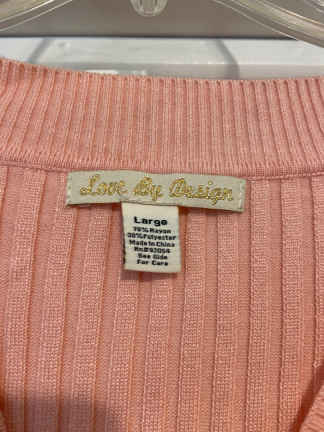 Love By Design
Large
70% Rayon
30% Polyester
Made In China
Rn#93054
See Side
For Care